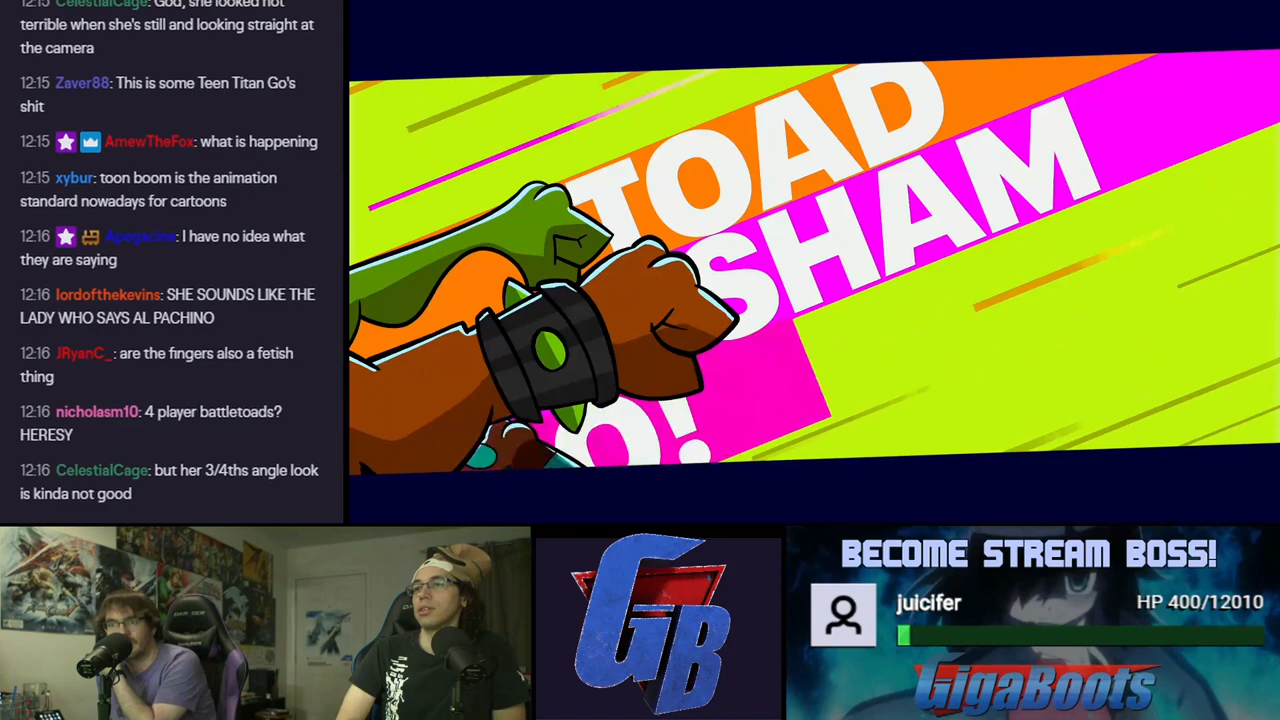 12:15 CelestialCage: God, she looked not
terrible when she's still and looking straight at
the camera
12:15 Zaver88: This is some Teen Titan Go's
shit
12:15 AmewTheFox: what is happening
12:15 xybur: toon boom is the animation
standard nowadays for cartoons
12:16 Apegacine: I have no idea what
they are saying
12:16 lordofthekevins: SHE SOUNDS LIKE THE
LADY WHO SAYS AL PACHINO
12:16 JRyanC_: are the fingers also a fetish
thing
12:16 nicholasm10: 4 player battletoads?
HERESY
12:16 CelestialCage: but her 3/4ths angle look
is kinda not good
TOAD
SHAM
O!
GB
BECOME STREAM BOSS!
juicifer
HP 400/12010
GIGABOOTS